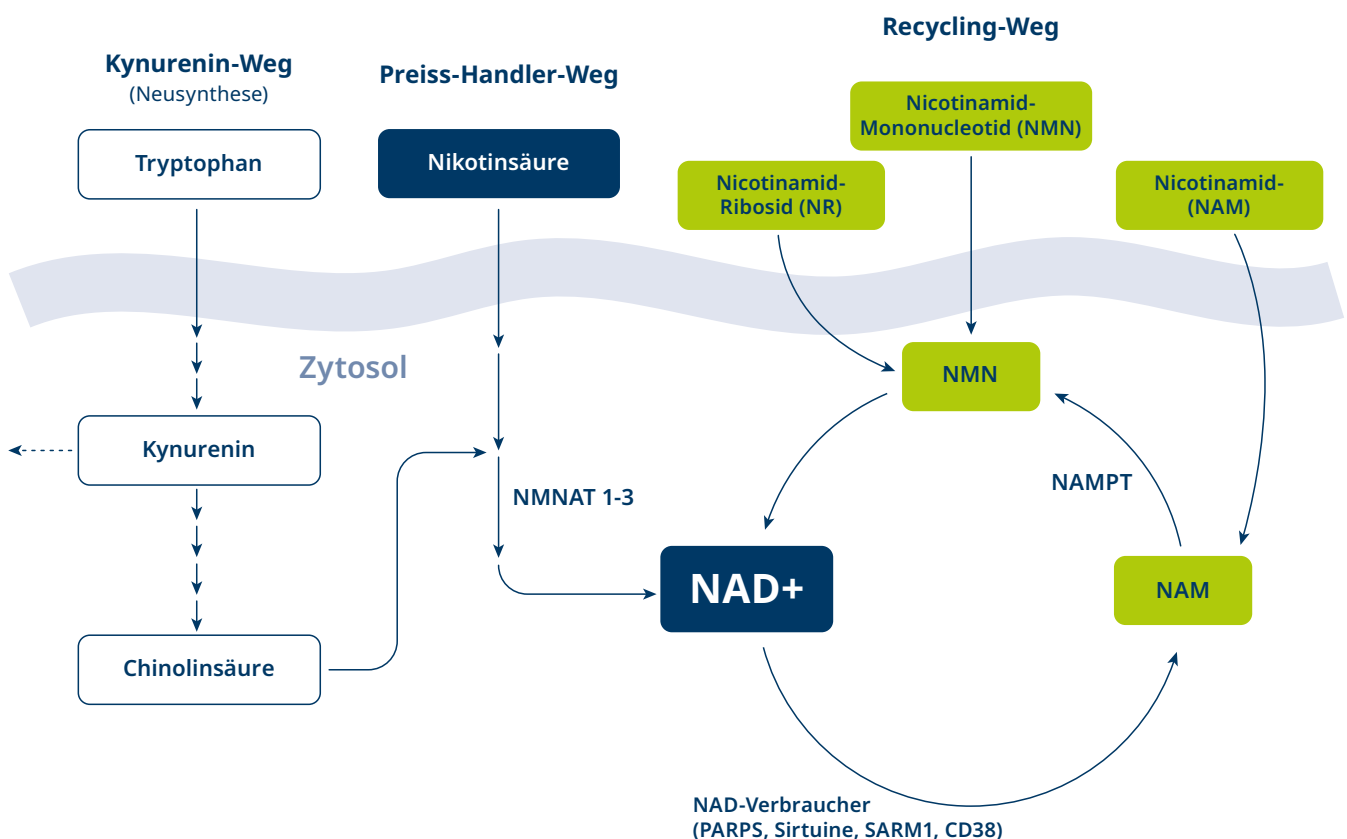 Kynurenin-Weg
(Neusynthese)
Preiss-Handler-Weg
Recycling-Weg
Tryptophan
Nikotinsäure
Nicotinamid-
Ribosid (NR)
Nicotinamid-
Mononucleotid (NMN)
Nicotinamid-
(NAM)
Zytosol
NMN
Kynurenin
NMNAT 1-3
NAMPT
NAD+
NAM
Chinolinsäure
NAD-Verbraucher
(PARPS, Sirtuine, SARM1, CD38)